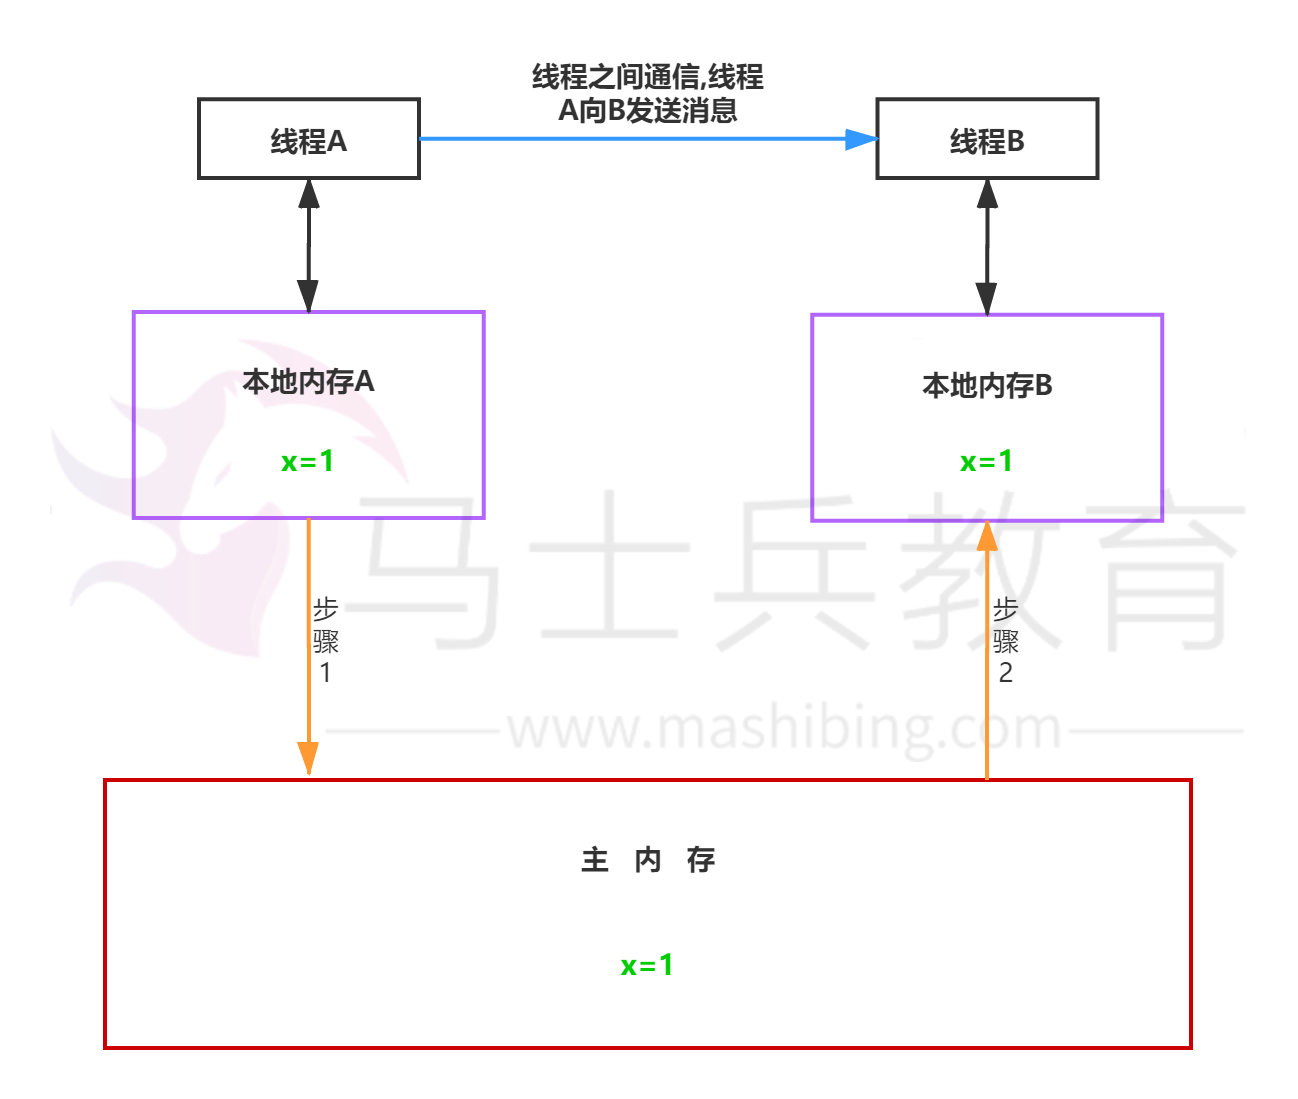 线程之间通信,线程
A向B发送消息
线程A
线程B
本地内存A
本地内存B
x=1
x=1
马士兵教育
步骤1
步骤2
www.mashibing.com
主 内 存
x=1